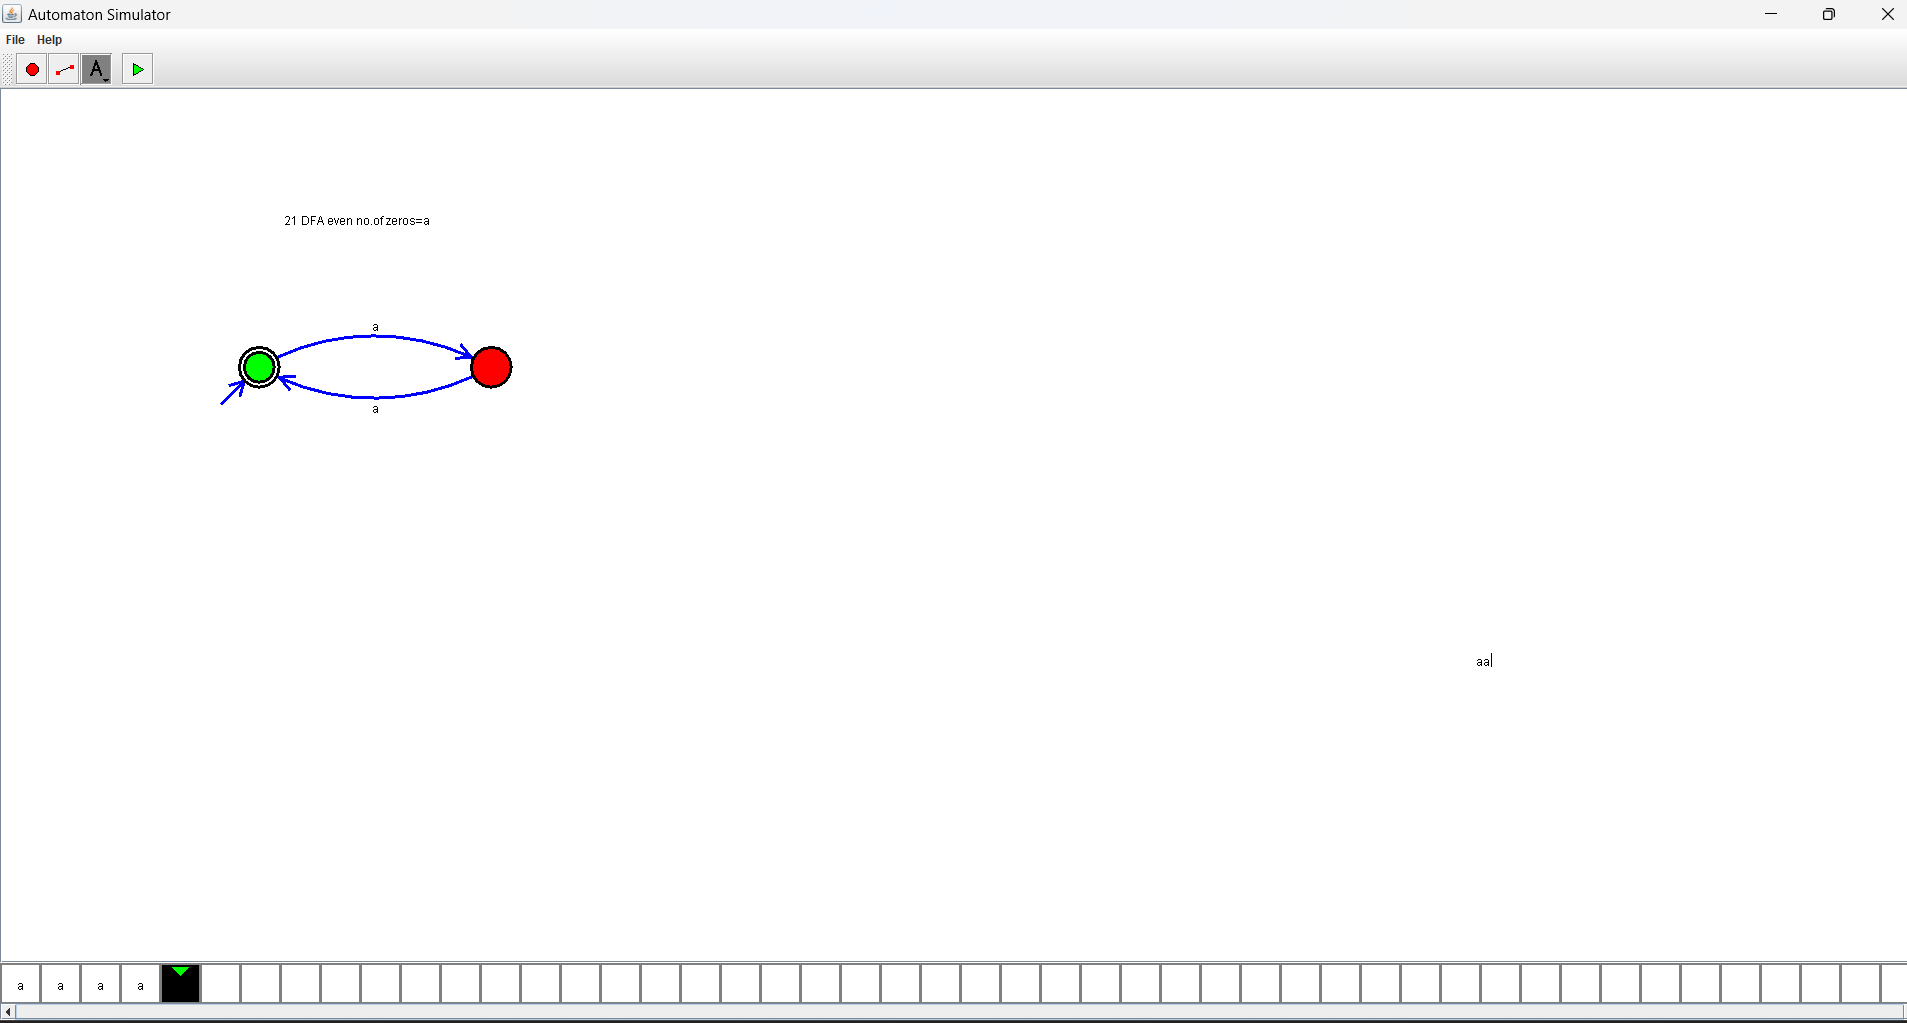 Automaton Simulator
File Help
A
21 DFA even no.of zeros=a
a
a
aa
a a a a